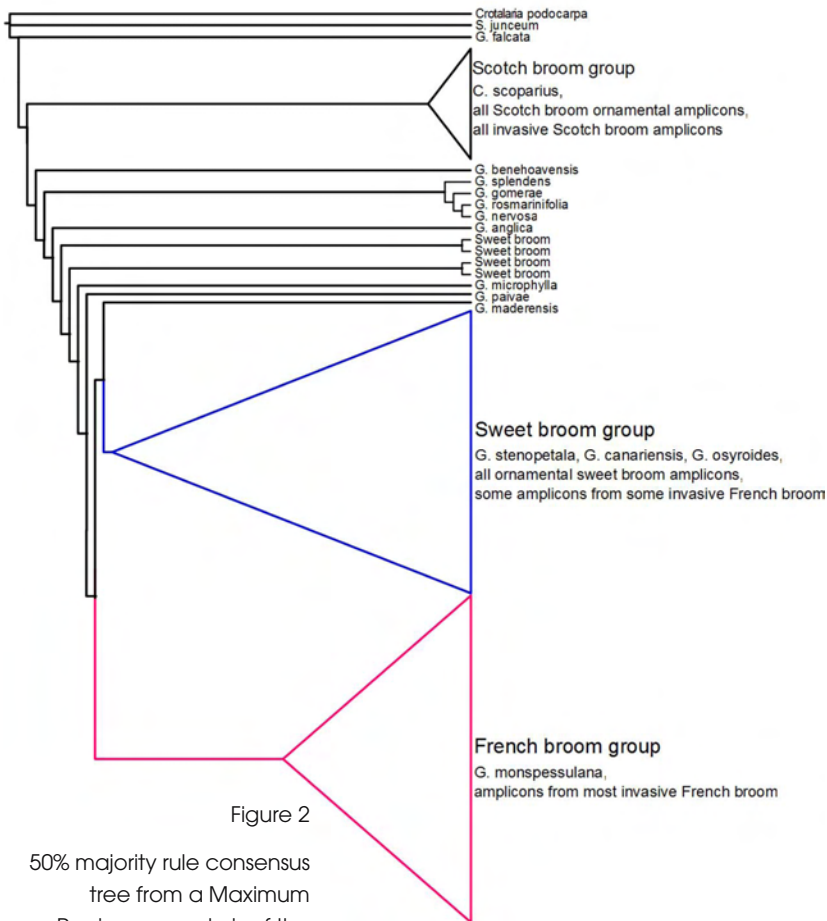 Crotalaria podocarpa
S. junceum
G. falcata
Scotch broom group
C. scoparius,
all Scotch broom ornamental amplicons,
all invasive Scotch broom amplicons
G. benehoavensis
G. splendens
G. gomerae
G. rosmarinifolia
G. nervosa
G. anglica
Sweet broom
Sweet broom
Sweet broom
Sweet broom
G. microphylla
G. paivae
G. maderensis
Sweet broom group
G. stenopetala, G. canariensis, G. osyroides,
all ornamental sweet broom amplicons,
some amplicons from some invasive French broom
French broom group
G. monspessulana,
amplicons from most invasive French broom
Figure 2
50% majority rule consensus
tree from a Maximum